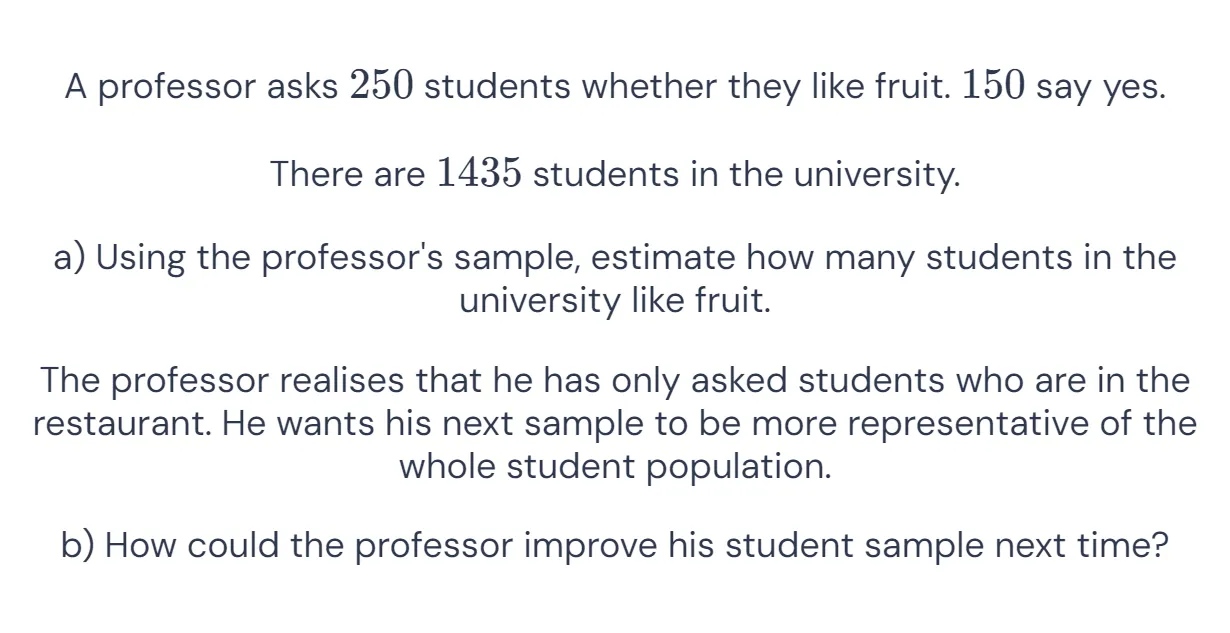 A professor asks 250 students whether they like fruit. 150 say yes.
There are 1435 students in the university.
a) Using the professor's sample, estimate how many students in the
university like fruit.
The professor realises that he has only asked students who are in the
restaurant. He wants his next sample to be more representative of the
whole student population.
b) How could the professor improve his student sample next time?